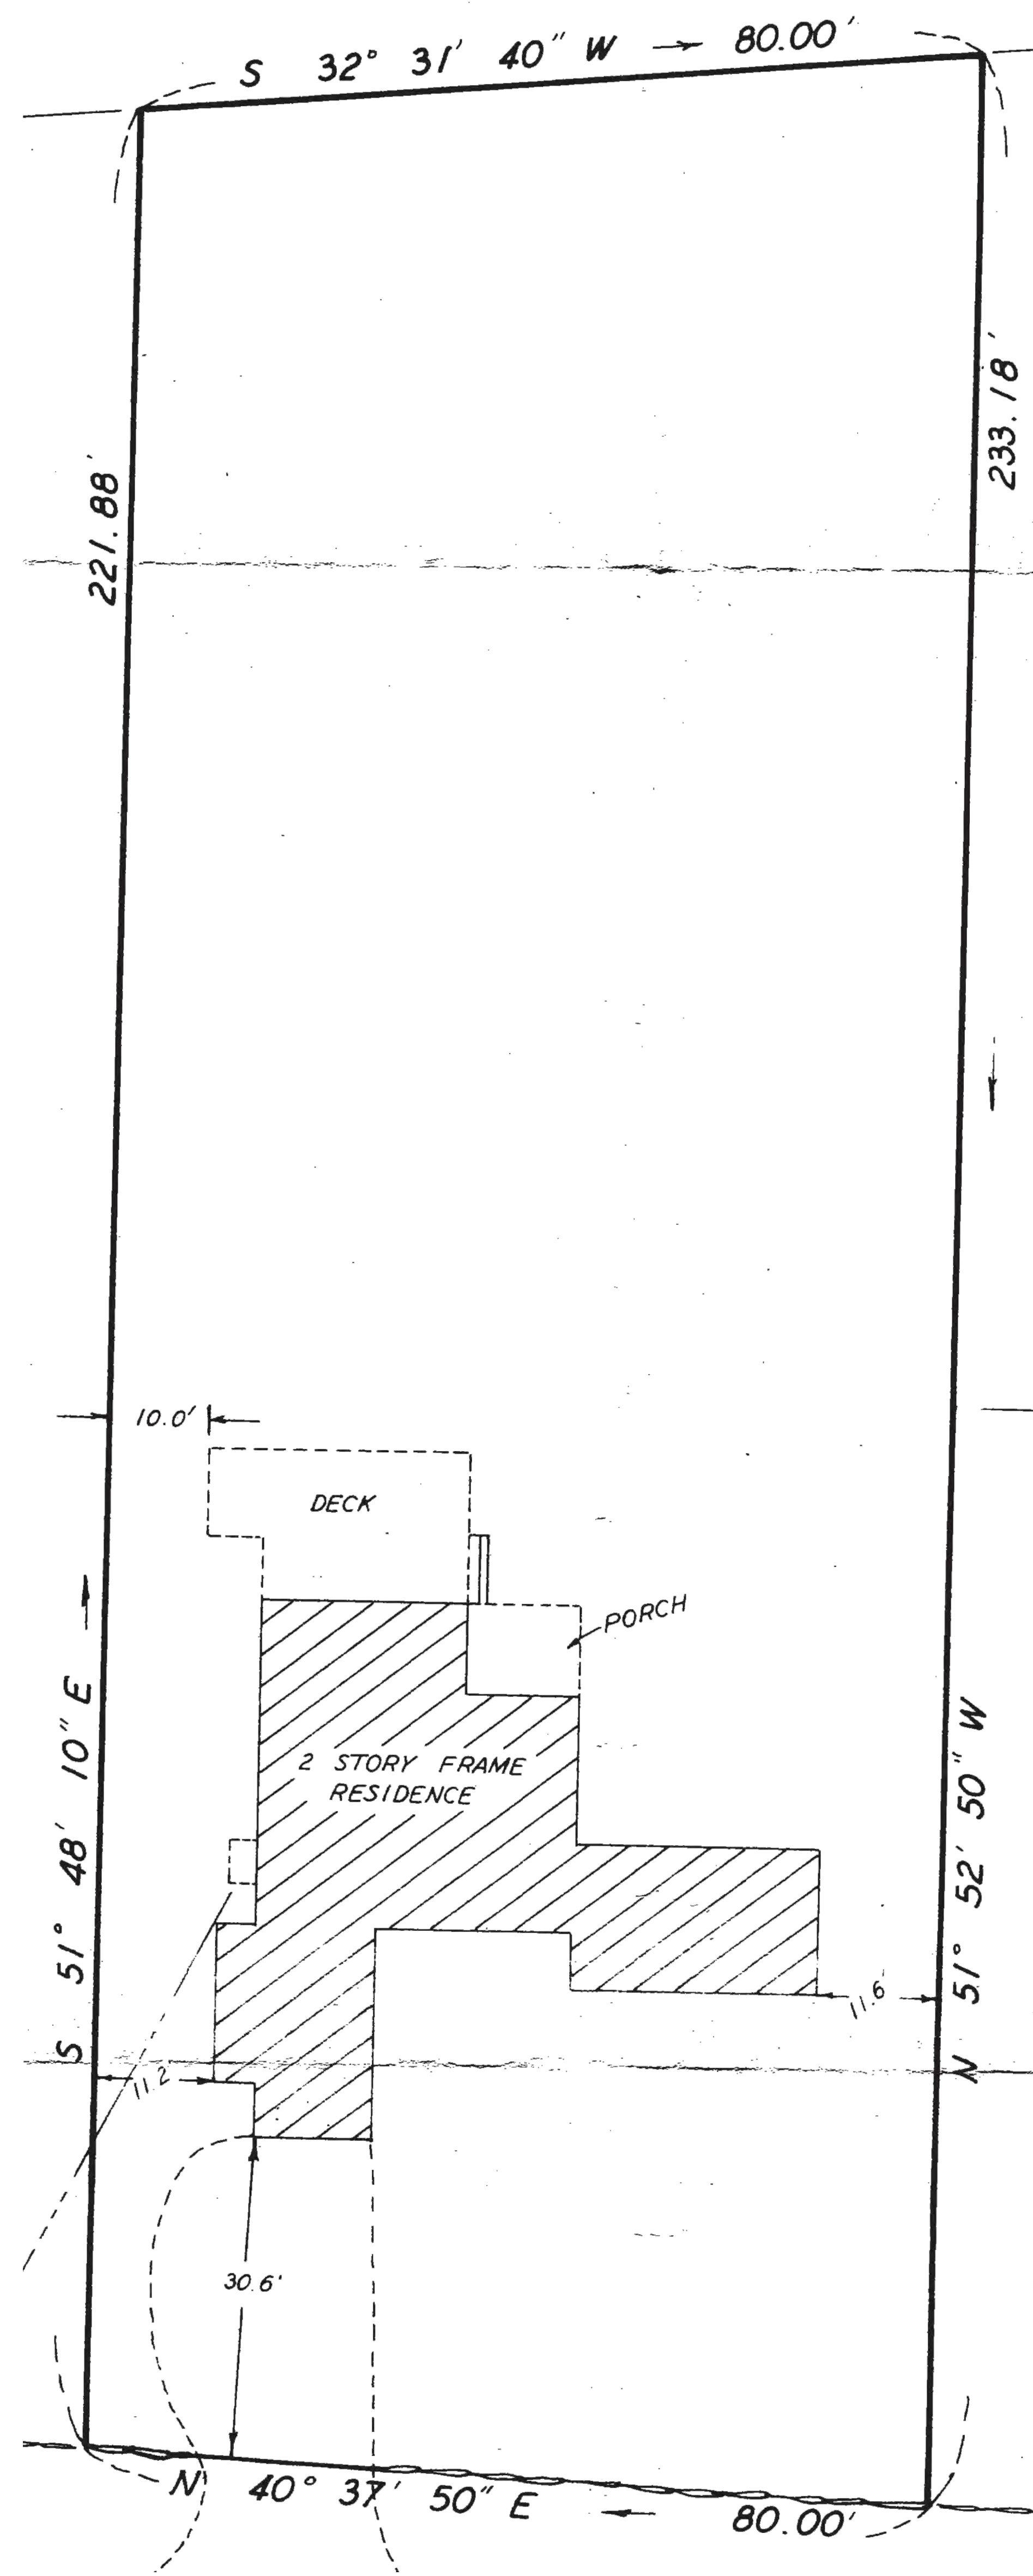 S 32° 31' 40" W → 80.00'
233.18'
221.88'
10.0'
DECK
PORCH
2 STORY FRAME
RESIDENCE
S 51° 48' 10" E →
N 51° 52' 50" W
11.6
11.2
30.6'
N 40° 37' 50" E ←
80.00'